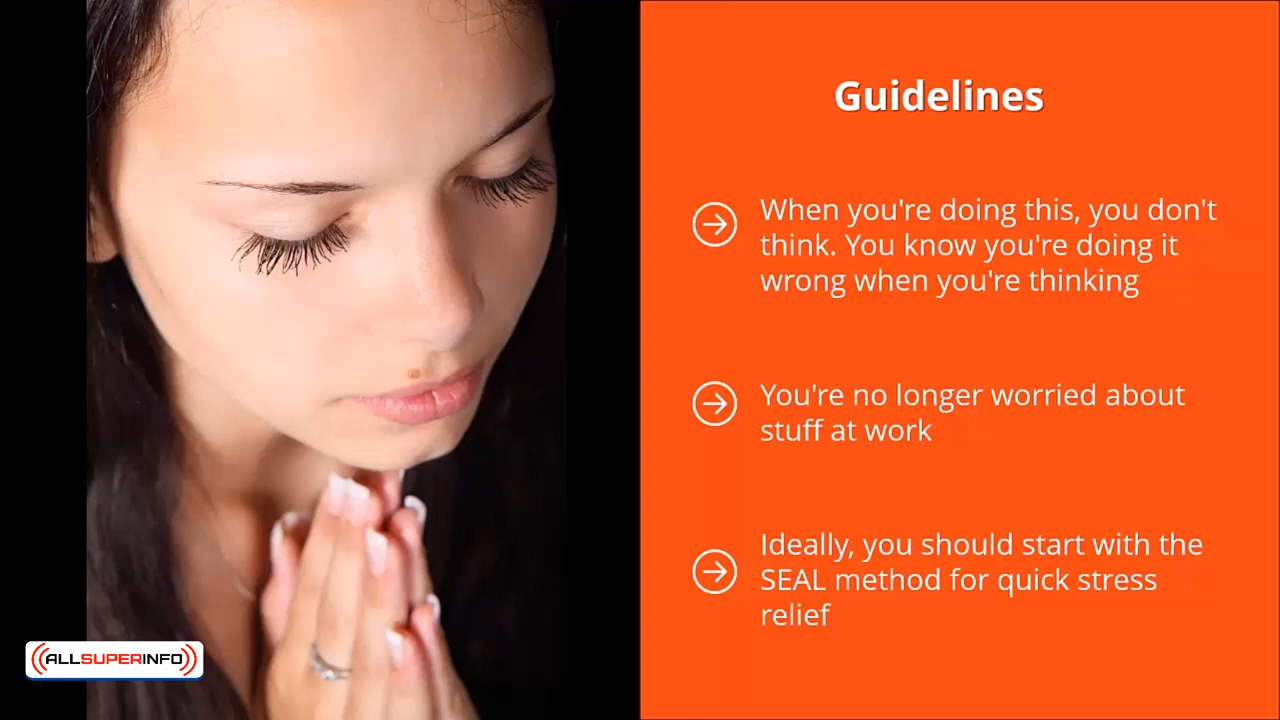 Guidelines
When you're doing this, you don't
think. You know you're doing it
wrong when you're thinking
You're no longer worried about
stuff at work
Ideally, you should start with the
SEAL method for quick stress
relief
ALLSUPERINFO